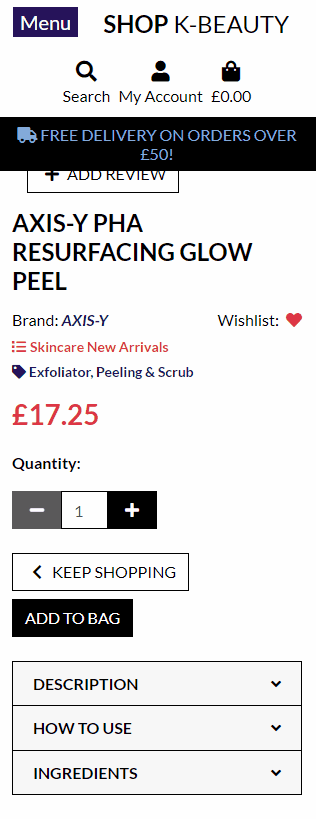 Menu
SHOP K-BEAUTY
Search My Account £0.00
FREE DELIVERY ON ORDERS OVER
£50!
ADD REVIEW
AXIS-Y PHA
RESURFACING GLOW
PEEL
Brand: AXIS-Y
Wishlist:
Skincare New Arrivals
Exfoliator, Peeling & Scrub
£17.25
Quantity:
1
KEEP SHOPPING
ADD TO BAG
DESCRIPTION
HOW TO USE
INGREDIENTS